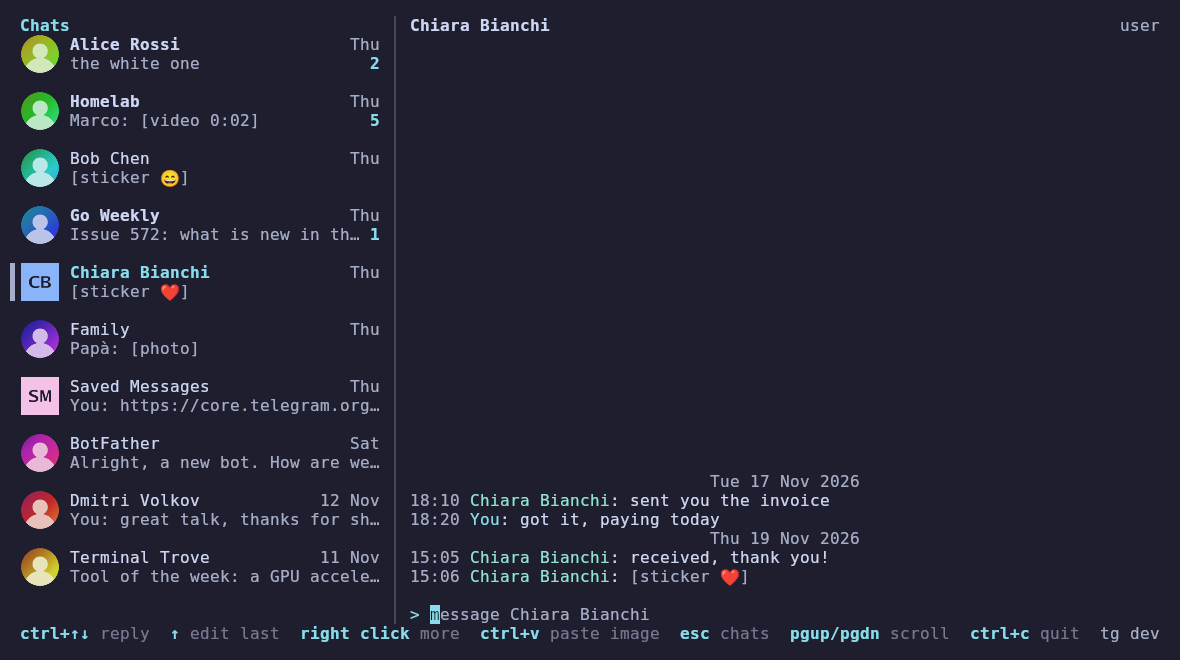 Chats
Alice Rossi Thu
the white one 2
Homelab Thu
Marco: [video 0:02] 5
Bob Chen Thu
[sticker 😄]
Go Weekly Thu
Issue 572: what is new in th… 1
CB
Chiara Bianchi Thu
[sticker ❤️]
Family Thu
Papà: [photo]
SM
Saved Messages Thu
You: https://core.telegram.org…
BotFather Sat
Alright, a new bot. How are we…
Dmitri Volkov 12 Nov
You: great talk, thanks for sh…
Terminal Trove 11 Nov
Tool of the week: a GPU accele…
Chiara Bianchi user
Tue 17 Nov 2026
18:10 Chiara Bianchi: sent you the invoice
18:20 You: got it, paying today
Thu 19 Nov 2026
15:05 Chiara Bianchi: received, thank you!
15:06 Chiara Bianchi: [sticker ❤️]
> message Chiara Bianchi
ctrl+↑↓ reply ↑ edit last right click more ctrl+v paste image esc chats pgup/pgdn scroll ctrl+c quit tg dev